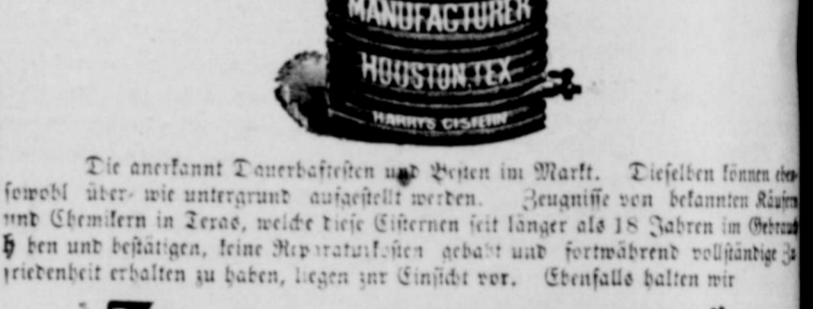 MANUFACTURER
HOUSTON, TEX
HARRYS CISTERN
Die anerkannt Dauerhaftesten und Besten im Markt. Dieselben können eben-
sowohl über- wie untergrund aufgestellt werden. Zeugnisse von bekannten Käufern
und Chemikern in Texas, welche diese Cisternen seit länger als 18 Jahren im Gebrauch
h ben und bestätigen, keine Reparaturkosten gehabt und fortwährend vollständige Zu-
friedenheit erhalten zu haben, liegen zur Einsicht vor. Ebenfalls halten wir